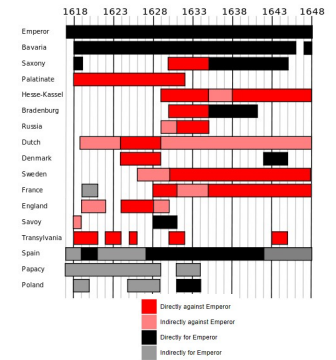 1618 1623 1628 1633 1638 1643 1648
Emperor
Bavaria
Saxony
Palatinate
Hesse-Kassel
Bradenburg
Russia
Dutch
Denmark
Sweden
France
England
Savoy
Transylvania
Spain
Papacy
Poland
Directly against Emperor
Indirectly against Emperor
Directly for Emperor
Indirectly for Emperor